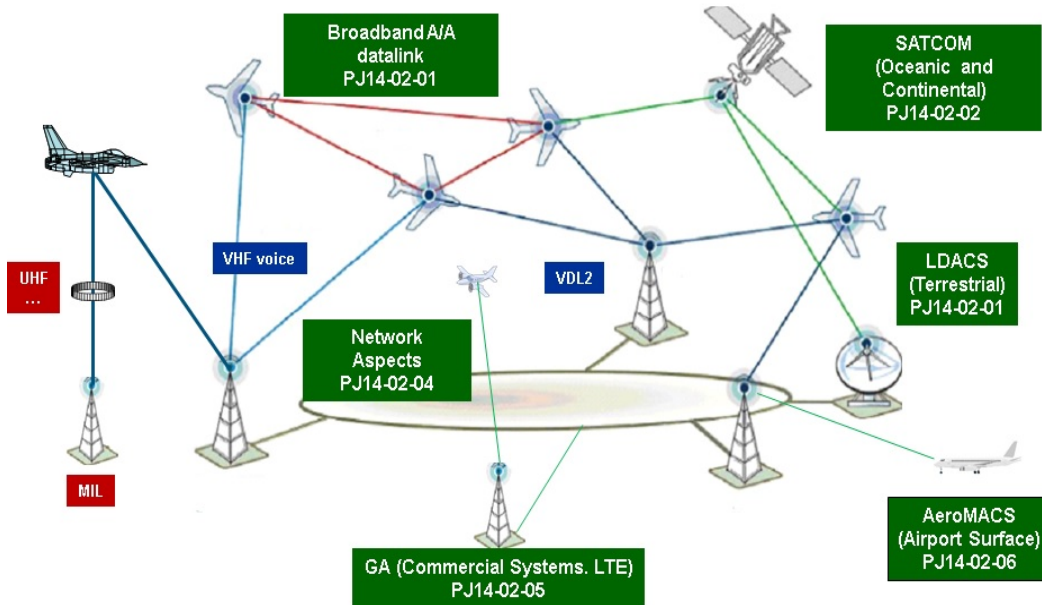 Broadband A/A
datalink
PJ14-02-01
SATCOM
(Oceanic and
Continental)
PJ14-02-02
UHF
...
VHF voice
VDL2
LDACS
(Terrestrial)
PJ14-02-01
Network
Aspects
PJ14-02-04
MIL
AeroMACS
(Airport Surface)
PJ14-02-06
GA (Commercial Systems. LTE)
PJ14-02-05